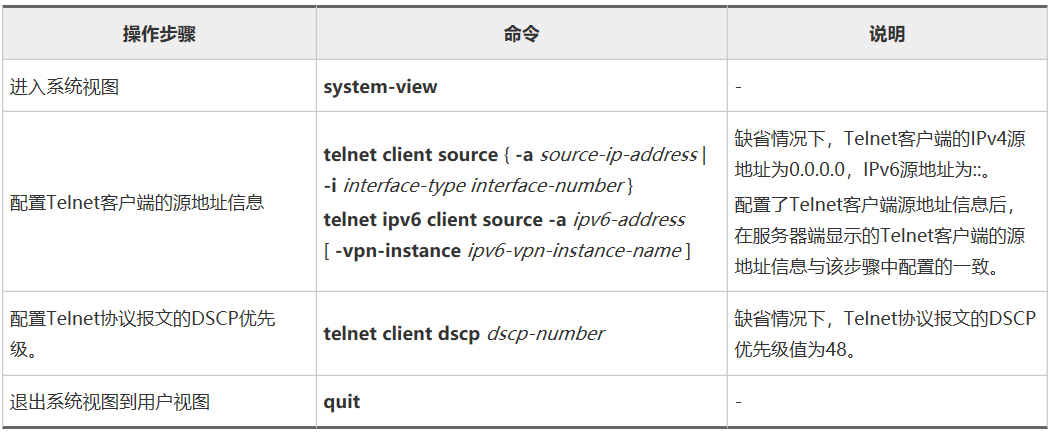 操作步骤 命令 说明
进入系统视图 system-view -
配置Telnet客户端的源地址信息
telnet client source { -a source-ip-address |
-i interface-type interface-number }
telnet ipv6 client source -a ipv6-address
[ -vpn-instance ipv6-vpn-instance-name ]
缺省情况下，Telnet客户端的IPv4源
地址为0.0.0.0，IPv6源地址为::。
配置了Telnet客户端源地址信息后，
在服务器端显示的Telnet客户端的源
地址信息与该步骤中配置的一致。
配置Telnet协议报文的DSCP优先
级。
telnet client dscp dscp-number
缺省情况下，Telnet协议报文的DSCP
优先级值为48。
退出系统视图到用户视图 quit -